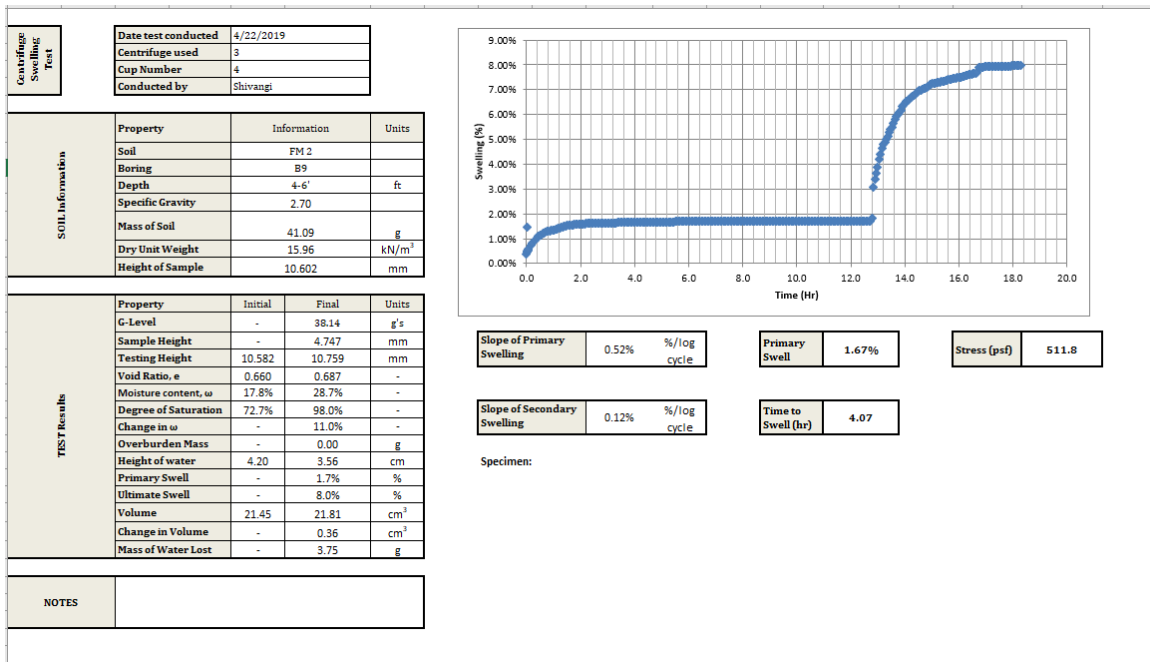 Centrifuge
Swelling
Test
Date test conducted 4/22/2019
Centrifuge used 3
Cup Number 4
Conducted by Shivangi
SOIL Information
Property Information Units
Soil FM 2
Boring B9
Depth 4-6' ft
Specific Gravity 2.70
Mass of Soil 41.09 g
Dry Unit Weight 15.96 kN/m³
Height of Sample 10.602 mm
TEST Results
Property Initial Final Units
G-Level - 38.14 g's
Sample Height - 4.747 mm
Testing Height 10.582 10.759 mm
Void Ratio, e 0.660 0.687 -
Moisture content, ω 17.8% 28.7% -
Degree of Saturation 72.7% 98.0% -
Change in ω - 11.0% -
Overburden Mass - 0.00 g
Height of water 4.20 3.56 cm
Primary Swell - 1.7% %
Ultimate Swell - 8.0% %
Volume 21.45 21.81 cm³
Change in Volume - 0.36 cm³
Mass of Water Lost - 3.75 g
NOTES
9.00%
8.00%
7.00%
6.00%
5.00%
4.00%
3.00%
2.00%
1.00%
0.00%
Swelling (%)
0.0 2.0 4.0 6.0 8.0 10.0 12.0 14.0 16.0 18.0 20.0
Time (Hr)
Slope of Primary
Swelling
0.52%
%/log
cycle
Primary
Swell
1.67%
Stress (psf) 511.8
Slope of Secondary
Swelling
0.12%
%/log
cycle
Time to
Swell (hr)
4.07
Specimen: